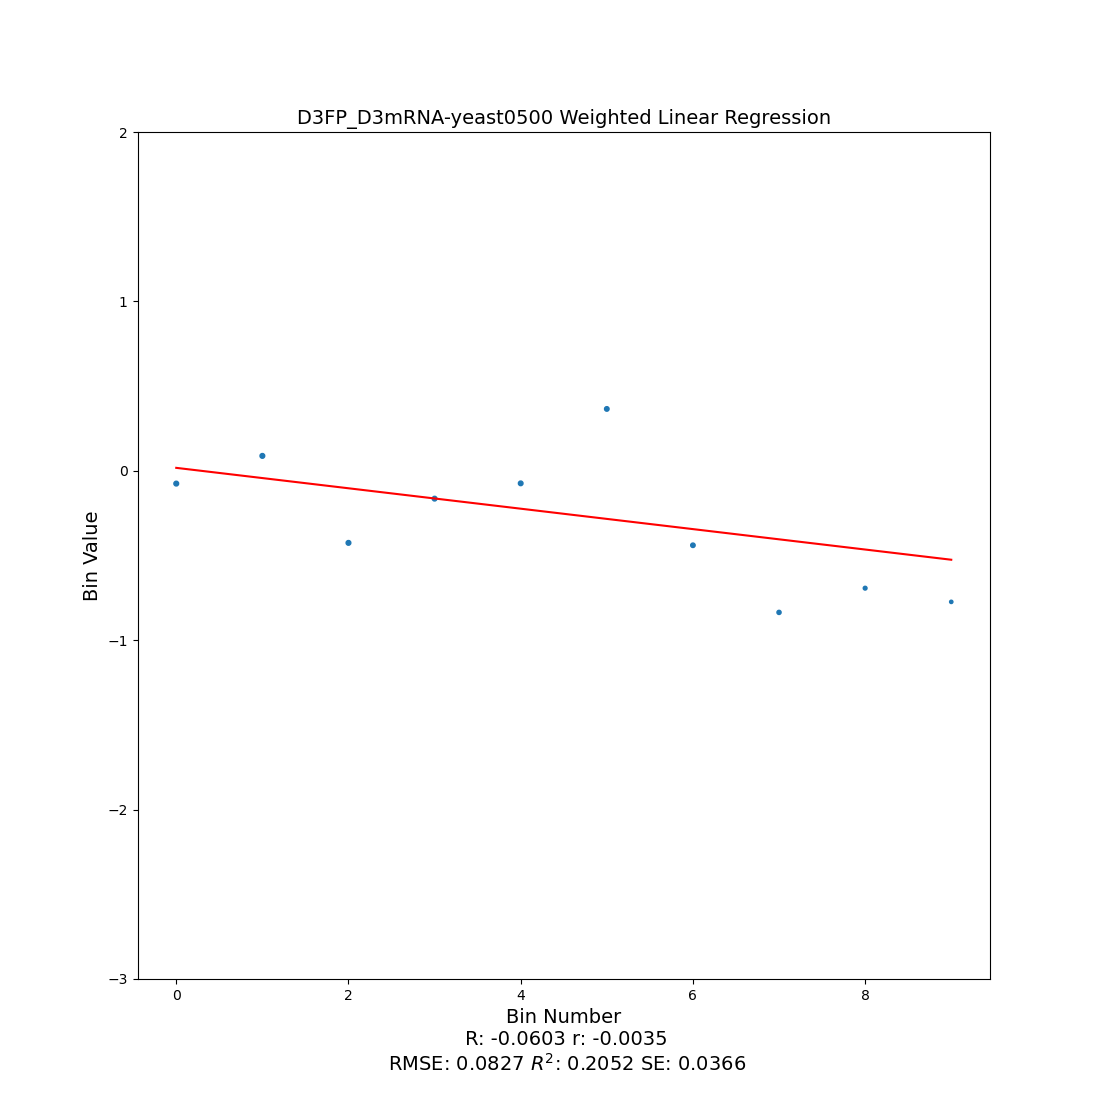 D3FP_D3mRNA-yeast0500 Weighted Linear Regression
2
1
0
−1
−2
−3
Bin Value
0 2 4 6 8
Bin Number
R: -0.0603 r: -0.0035
RMSE: 0.0827 R²: 0.2052 SE: 0.0366